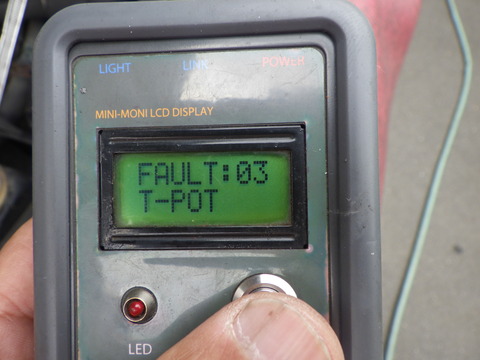 LIGHT LINK POWER
MINI-MONI LCD DISPLAY
FAULT:03
T-POT
LED